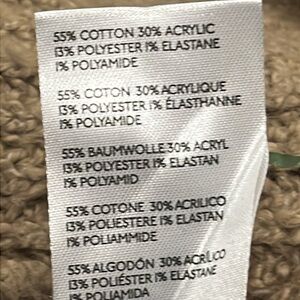 55% COTTON 30% ACRYLIC
13% POLYESTER 1% ELASTANE
1% POLYAMIDE
55% COTON 30% ACRYLIQUE
13% POLYESTER 1% ÉLASTHANNE
1% POLYAMIDE
55% BAUMWOLLE 30% ACRYL
13% POLYESTER 1% ELASTAN
1% POLYAMID
55% COTONE 30% ACRILICO
13% POLIESTERE 1% ELASTAN
1% POLIAMMIDE
55% ALGODÓN 30% ACRÍLICO
13% POLIÉSTER 1% ELASTANE
1% POLIAMIDA